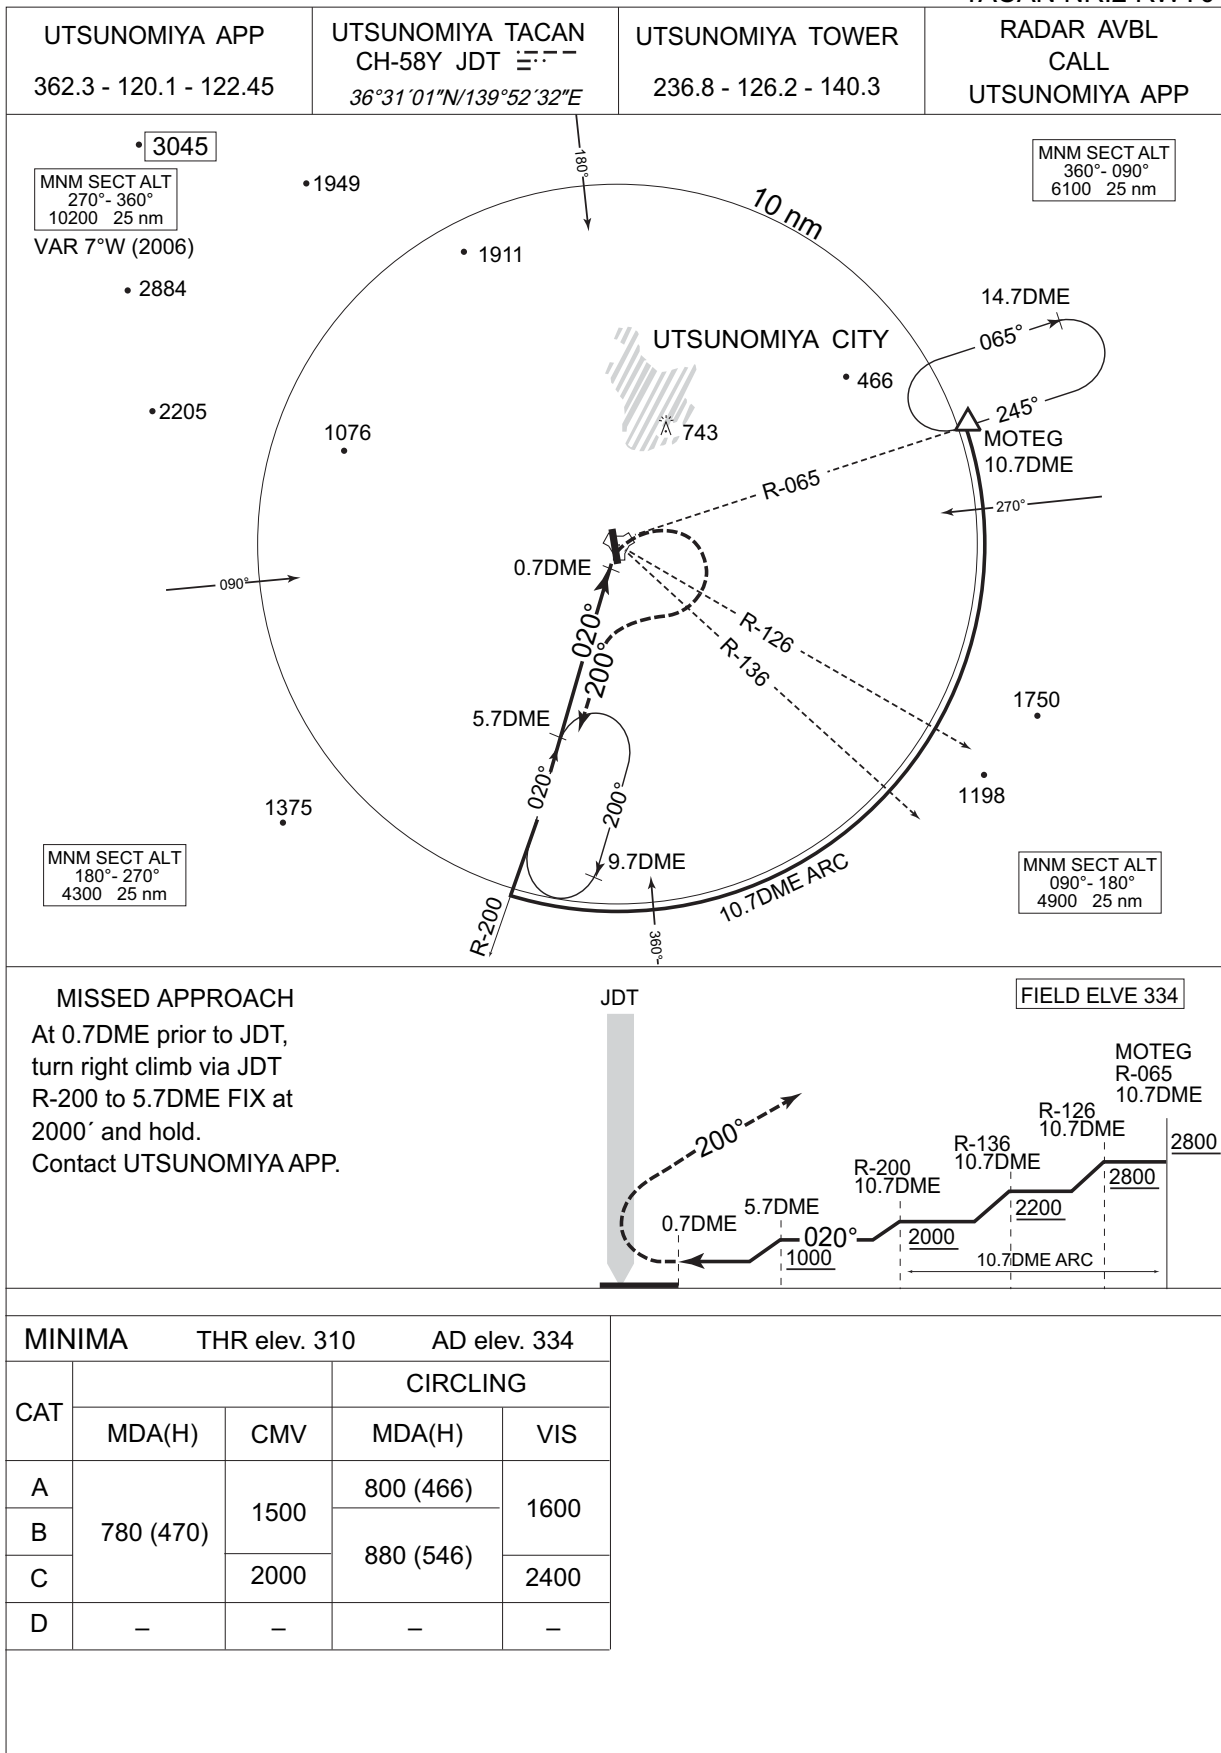 UTSUNOMIYA APP
362.3 - 120.1 - 122.45
UTSUNOMIYA TACAN
CH-58Y JDT
36°31´01"N/139°52´32"E
UTSUNOMIYA TOWER
236.8 - 126.2 - 140.3
RADAR AVBL
CALL
UTSUNOMIYA APP
3045
MNM SECT ALT
270°- 360°
10200 25 nm
VAR 7°W (2006)
1949
180°
MNM SECT ALT
360°- 090°
6100 25 nm
10 nm
1911
2884
14.7DME
065°
UTSUNOMIYA CITY
466
2205
245°
1076
743
MOTEG
10.7DME
R-065
270°
0.7DME
090°
020°
200°
R-126
R-136
5.7DME
1750
020°
200°
1198
1375
MNM SECT ALT
180°- 270°
4300 25 nm
9.7DME
10.7DME ARC
MNM SECT ALT
090°- 180°
4900 25 nm
R-200
360°
MISSED APPROACH
At 0.7DME prior to JDT,
turn right climb via JDT
R-200 to 5.7DME FIX at
2000´ and hold.
Contact UTSUNOMIYA APP.
JDT
FIELD ELVE 334
MOTEG
R-065
10.7DME
R-126
10.7DME
R-136
10.7DME
R-200
10.7DME
5.7DME
0.7DME
200°
2800
2800
2200
2000
020°
1000
10.7DME ARC
MINIMA THR elev. 310 AD elev. 334
CAT
CIRCLING
MDA(H) CMV MDA(H) VIS
A 780 (470) 1500 800 (466) 1600
B 880 (546)
C 2000 2400
D – – – –